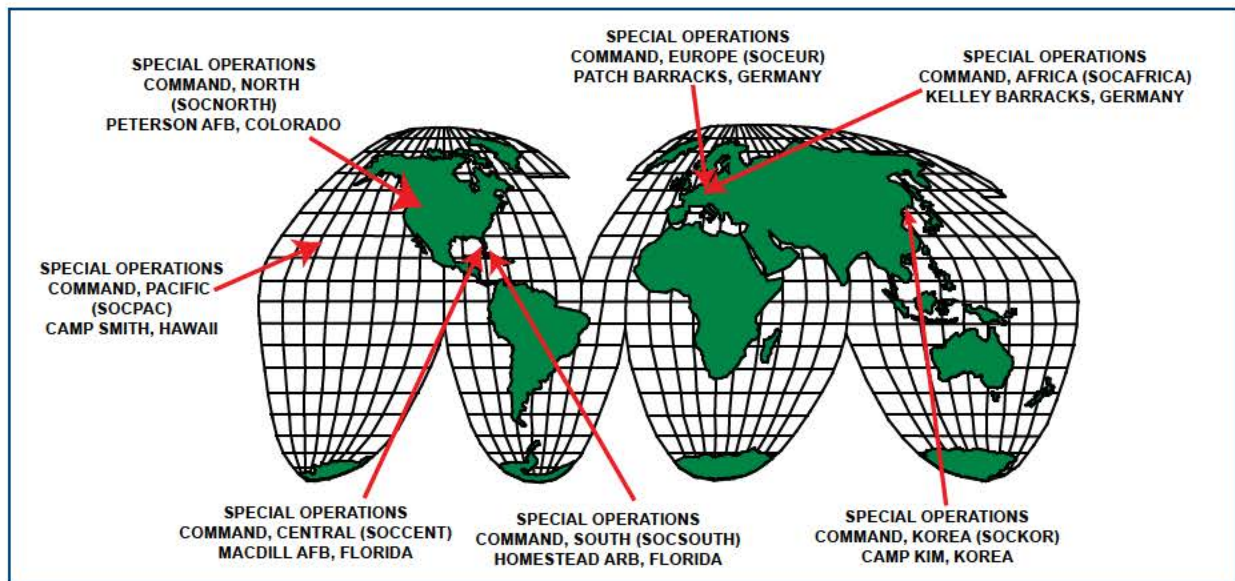 SPECIAL OPERATIONS
COMMAND, NORTH
(SOCNORTH)
PETERSON AFB, COLORADO
SPECIAL OPERATIONS
COMMAND, EUROPE (SOCEUR)
PATCH BARRACKS, GERMANY
SPECIAL OPERATIONS
COMMAND, AFRICA (SOCAFRICA)
KELLEY BARRACKS, GERMANY
SPECIAL OPERATIONS
COMMAND, PACIFIC
(SOCPAC)
CAMP SMITH, HAWAII
SPECIAL OPERATIONS
COMMAND, CENTRAL (SOCCENT)
MACDILL AFB, FLORIDA
SPECIAL OPERATIONS
COMMAND, SOUTH (SOCSOUTH)
HOMESTEAD ARB, FLORIDA
SPECIAL OPERATIONS
COMMAND, KOREA (SOCKOR)
CAMP KIM, KOREA